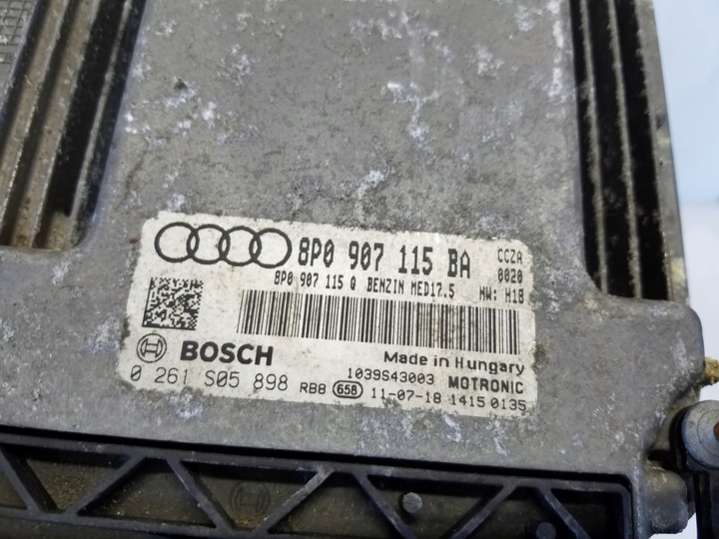 8P0 907 115 BA CCZA
0020
8P0 907 115 Q BENZIN MED17.5 HW: H18
BOSCH Made in Hungary
1039S43003 MOTRONIC
0 261 S05 898 RBB 658 11-07-18 1415 0135